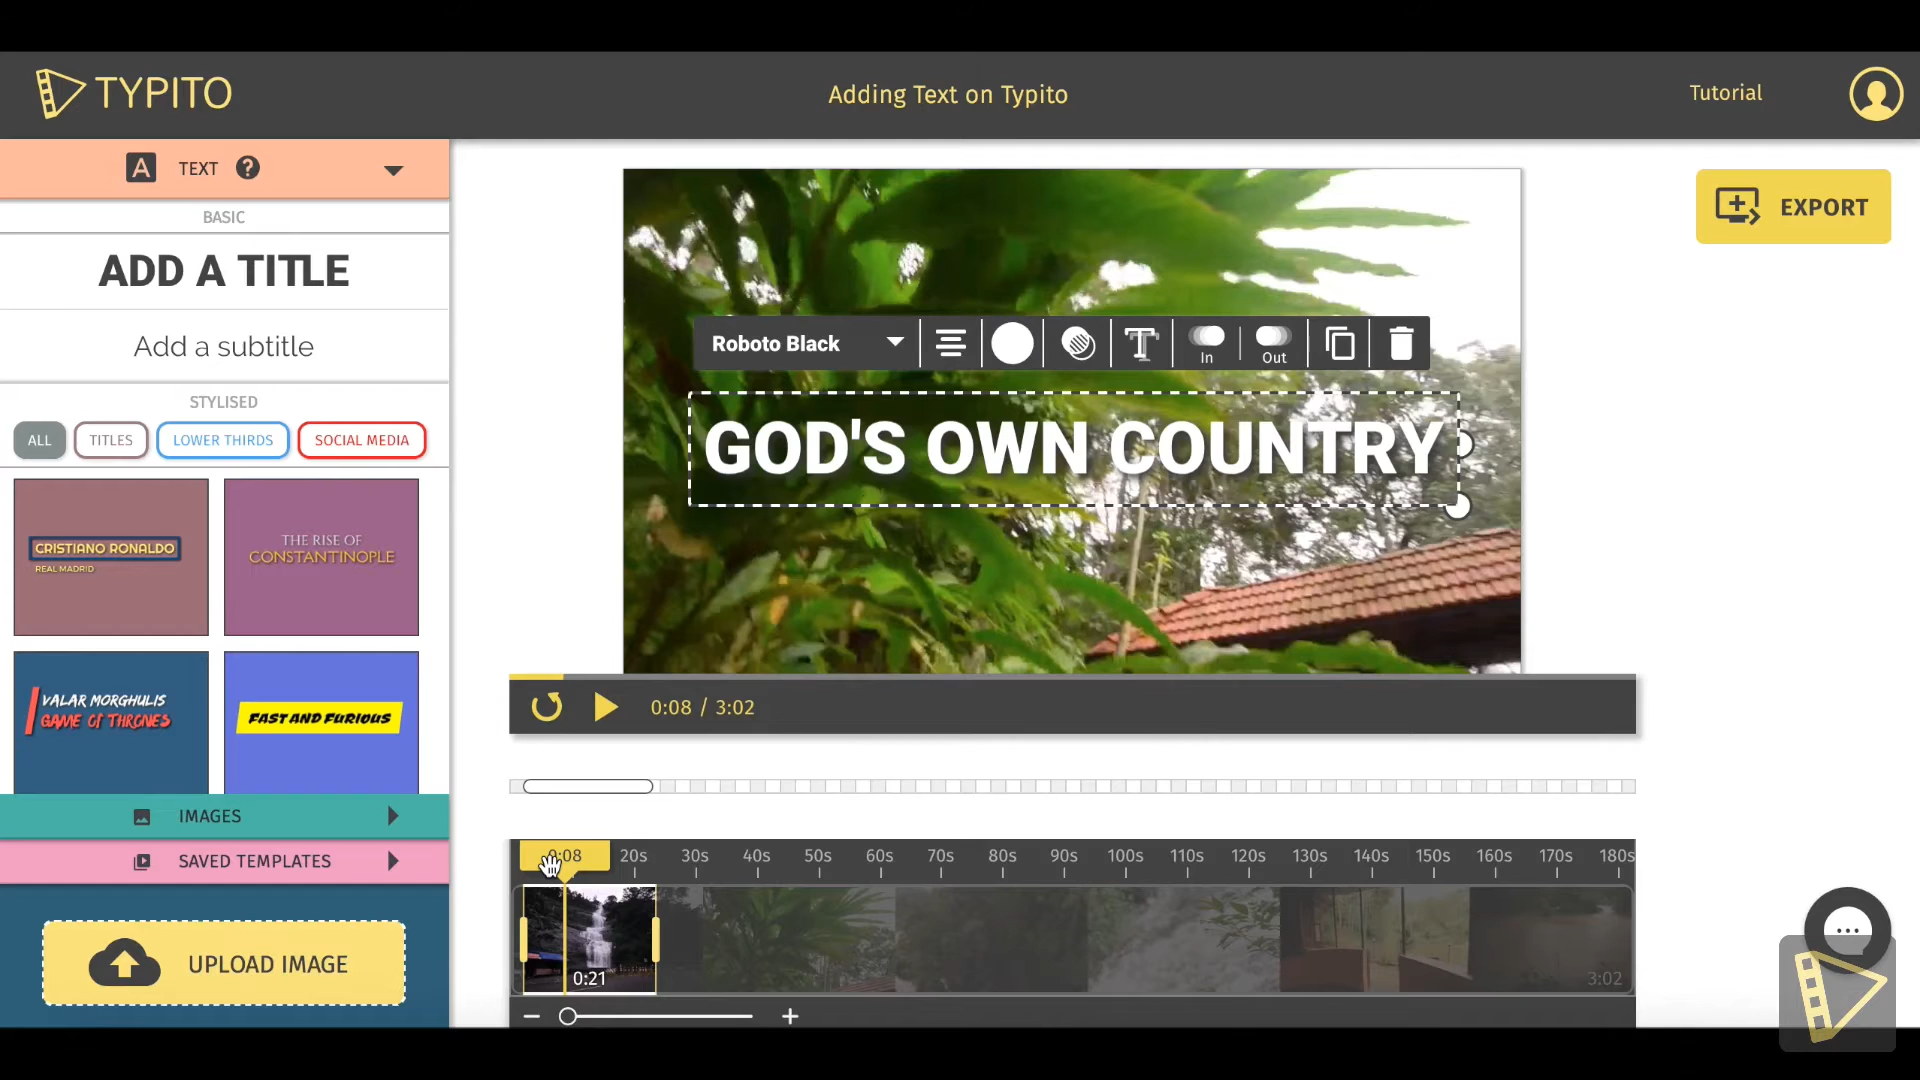 TYPITO
Adding Text on Typito
Tutorial
A TEXT ?
BASIC
ADD A TITLE
Add a subtitle
STYLISED
ALL
TITLES
LOWER THIRDS
SOCIAL MEDIA
CRISTIANO RONALDO
REAL MADRID
THE RISE OF
CONSTANTINOPLE
VALAR MORGHULIS
GAME OF THRONES
FAST AND FURIOUS
IMAGES
SAVED TEMPLATES
UPLOAD IMAGE
EXPORT
Roboto Black
T
In
Out
GOD'S OWN COUNTRY
0:08 / 3:02
0:08 20s 30s 40s 50s 60s 70s 80s 90s 100s 110s 120s 130s 140s 150s 160s 170s 180s
0:21
3:02